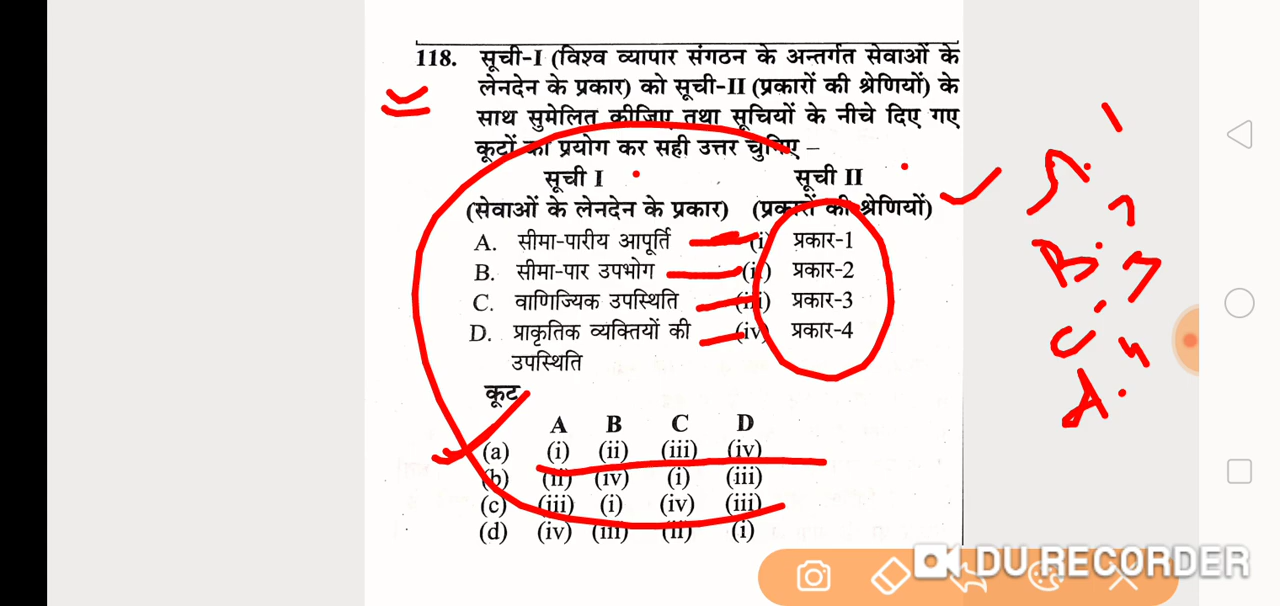 118. सूची-I (विश्व व्यापार संगठन के अन्तर्गत सेवाओं के
लेनदेन के प्रकार) को सूची-II (प्रकारों की श्रेणियों) के
साथ सुमेलित कीजिए तथा सूचियों के नीचे दिए गए
कूटों का प्रयोग कर सही उत्तर चुनिए –
सूची I सूची II
(सेवाओं के लेनदेन के प्रकार) (प्रकारों की श्रेणियों)
A. सीमा-पारीय आपूर्ति (i) प्रकार-1
B. सीमा-पार उपभोग (ii) प्रकार-2
C. वाणिज्यिक उपस्थिति (iii) प्रकार-3
D. प्राकृतिक व्यक्तियों की (iv) प्रकार-4
उपस्थिति
कूट
A B C D
(a) (i) (ii) (iii) (iv)
(b) (ii) (iv) (i) (iii)
(c) (iii) (i) (iv) (iii)
(d) (iv) (iii) (ii) (i)
DU RECORDER